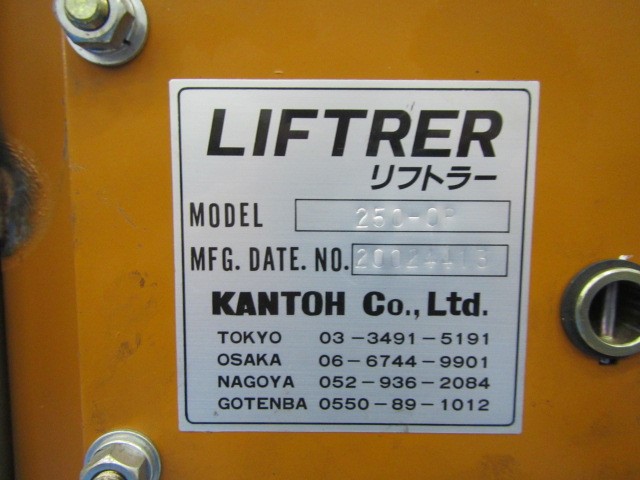 LIFTRER
リフトラー
MODEL
MFG. DATE. NO.
KANTOH Co., Ltd.
TOKYO 03-3491-5191
OSAKA 06-6744-9901
NAGOYA 052-936-2084
GOTENBA 0550-89-1012